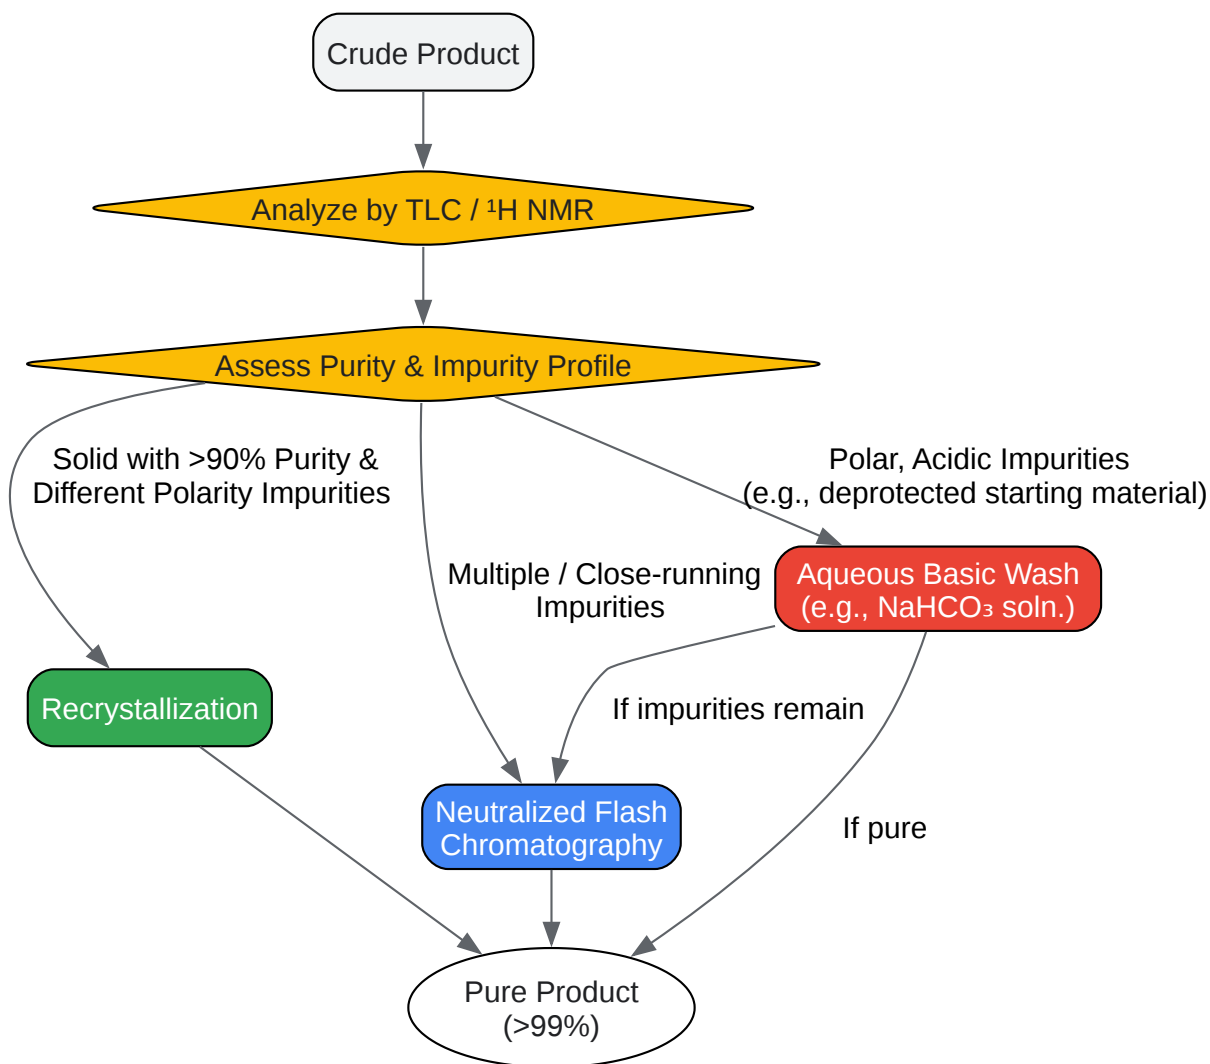 Crude Product
Analyze by TLC / ¹H NMR
Assess Purity & Impurity Profile
Solid with >90% Purity &
Different Polarity Impurities
Polar, Acidic Impurities
(e.g., deprotected starting material)
Multiple / Close-running
Impurities
Aqueous Basic Wash
(e.g., NaHCO₃ soln.)
Recrystallization
If impurities remain
Neutralized Flash
Chromatography
If pure
Pure Product
(>99%)